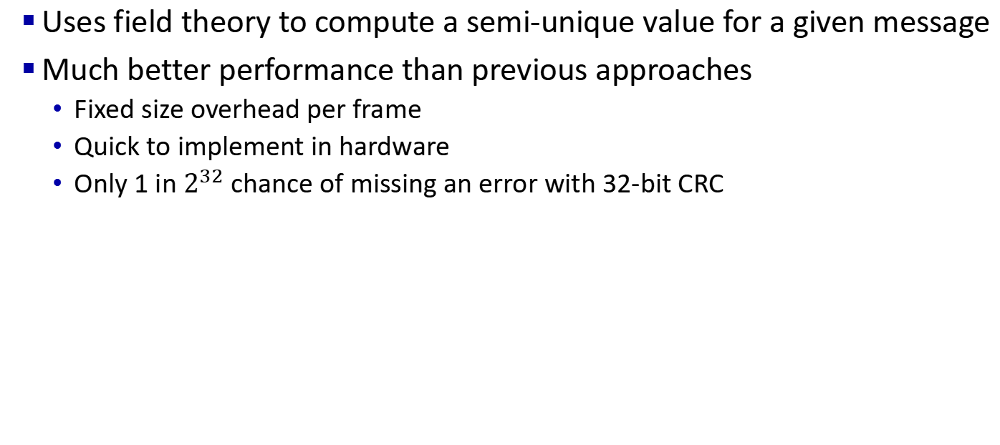 ▪ Uses field theory to compute a semi-unique value for a given message
▪ Much better performance than previous approaches
• Fixed size overhead per frame
• Quick to implement in hardware
• Only 1 in 2³² chance of missing an error with 32-bit CRC